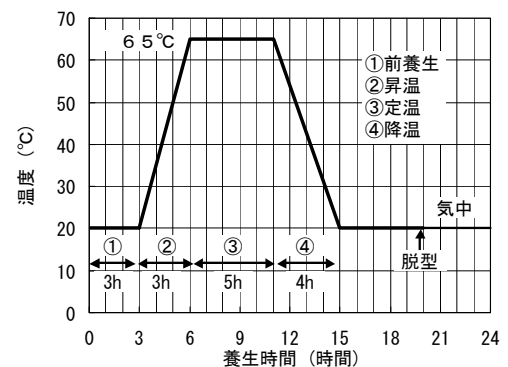 70
60
50
40
30
20
10
0
温度 (℃)
６５℃
①前養生
②昇温
③定温
④降温
気中
脱型
① ② ③ ④
3h 3h 5h 4h
0 3 6 9 12 15 18 21 24
養生時間 (時間)